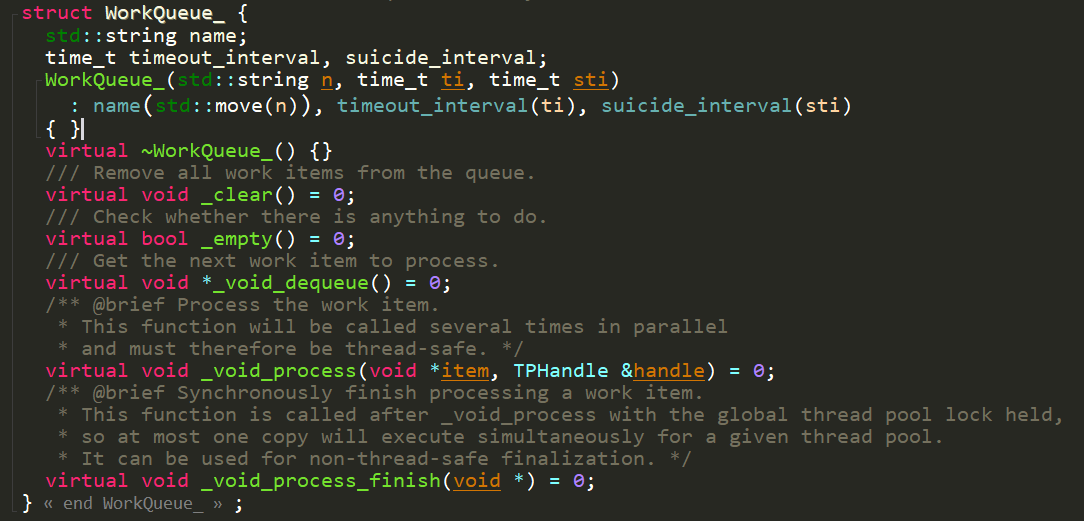 struct WorkQueue_ {
  std::string name;
  time_t timeout_interval, suicide_interval;
  WorkQueue_(std::string n, time_t ti, time_t sti)
    : name(std::move(n)), timeout_interval(ti), suicide_interval(sti)
  { }
  virtual ~WorkQueue_() {}
  /// Remove all work items from the queue.
  virtual void _clear() = 0;
  /// Check whether there is anything to do.
  virtual bool _empty() = 0;
  /// Get the next work item to process.
  virtual void *_void_dequeue() = 0;
  /** @brief Process the work item.
   * This function will be called several times in parallel
   * and must therefore be thread-safe. */
  virtual void _void_process(void *item, TPHandle &handle) = 0;
  /** @brief Synchronously finish processing a work item.
   * This function is called after _void_process with the global thread pool lock held,
   * so at most one copy will execute simultaneously for a given thread pool.
   * It can be used for non-thread-safe finalization. */
  virtual void _void_process_finish(void *) = 0;
} « end WorkQueue_ » ;